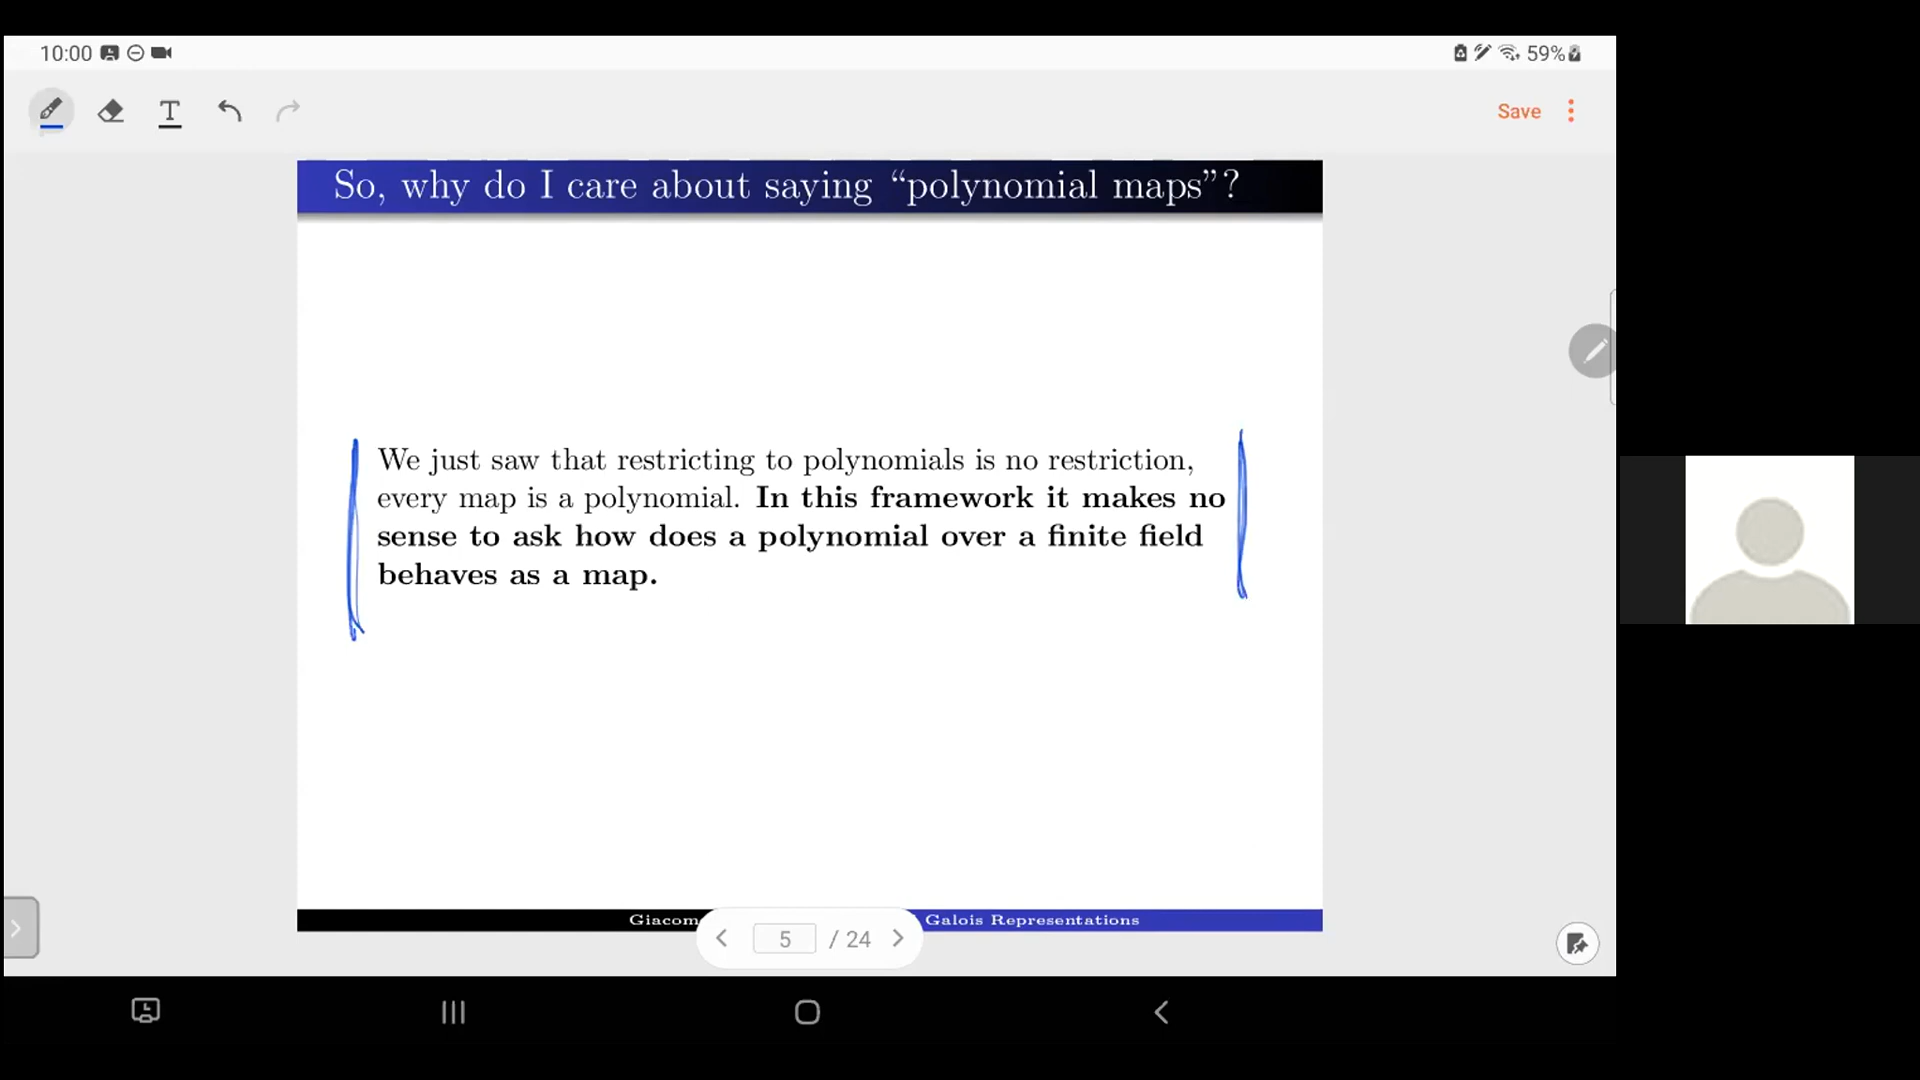 10:00
59%
T
Save
So, why do I care about saying “polynomial maps”?
We just saw that restricting to polynomials is no restriction,
every map is a polynomial. In this framework it makes no
sense to ask how does a polynomial over a finite field
behaves as a map.
Galois Representations
5 / 24